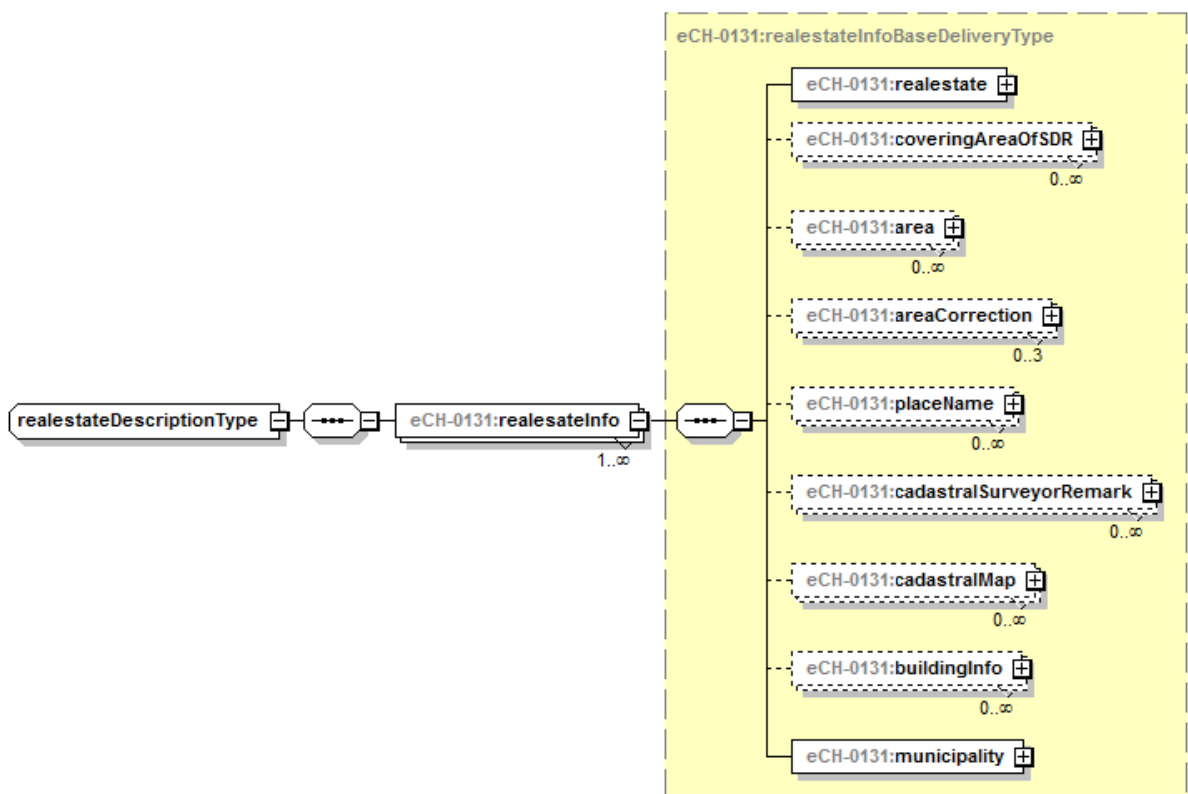 eCH-0131:realestateInfoBaseDeliveryType
eCH-0131:realestate
eCH-0131:coveringAreaOfSDR
0..∞
eCH-0131:area
0..∞
eCH-0131:areaCorrection
0..3
realestateDescriptionType
eCH-0131:realesateInfo
1..∞
eCH-0131:placeName
0..∞
eCH-0131:cadastralSurveyorRemark
0..∞
eCH-0131:cadastralMap
0..∞
eCH-0131:buildingInfo
0..∞
eCH-0131:municipality